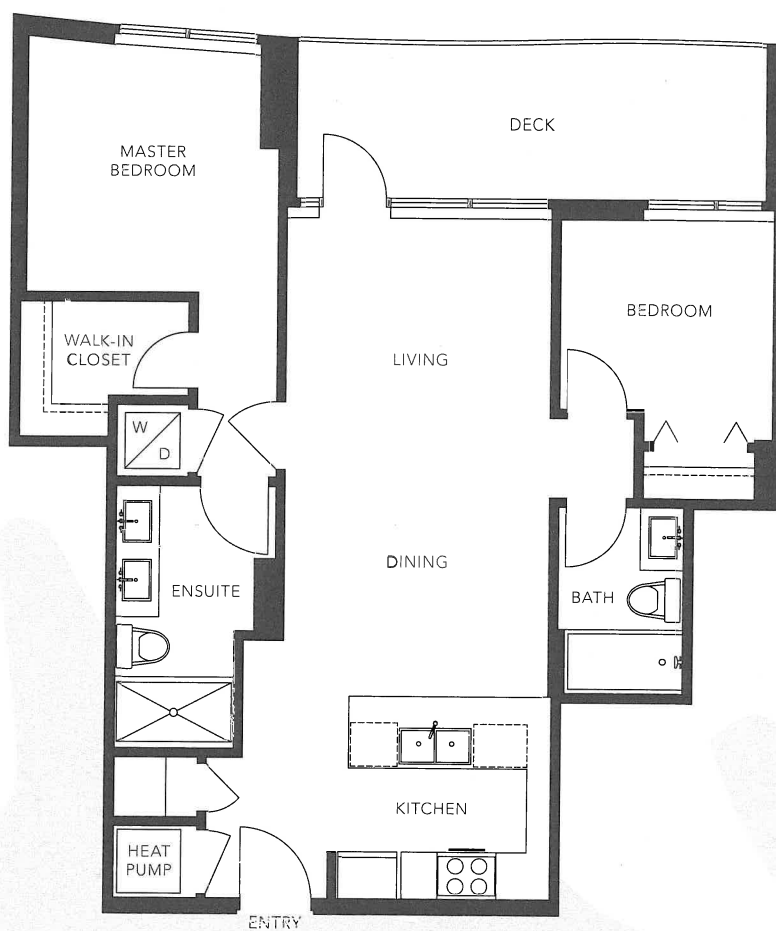 DECK
MASTER
BEDROOM
BEDROOM
WALK-IN
CLOSET
LIVING
W
D
DINING
ENSUITE
BATH
KITCHEN
HEAT
PUMP
ENTRY